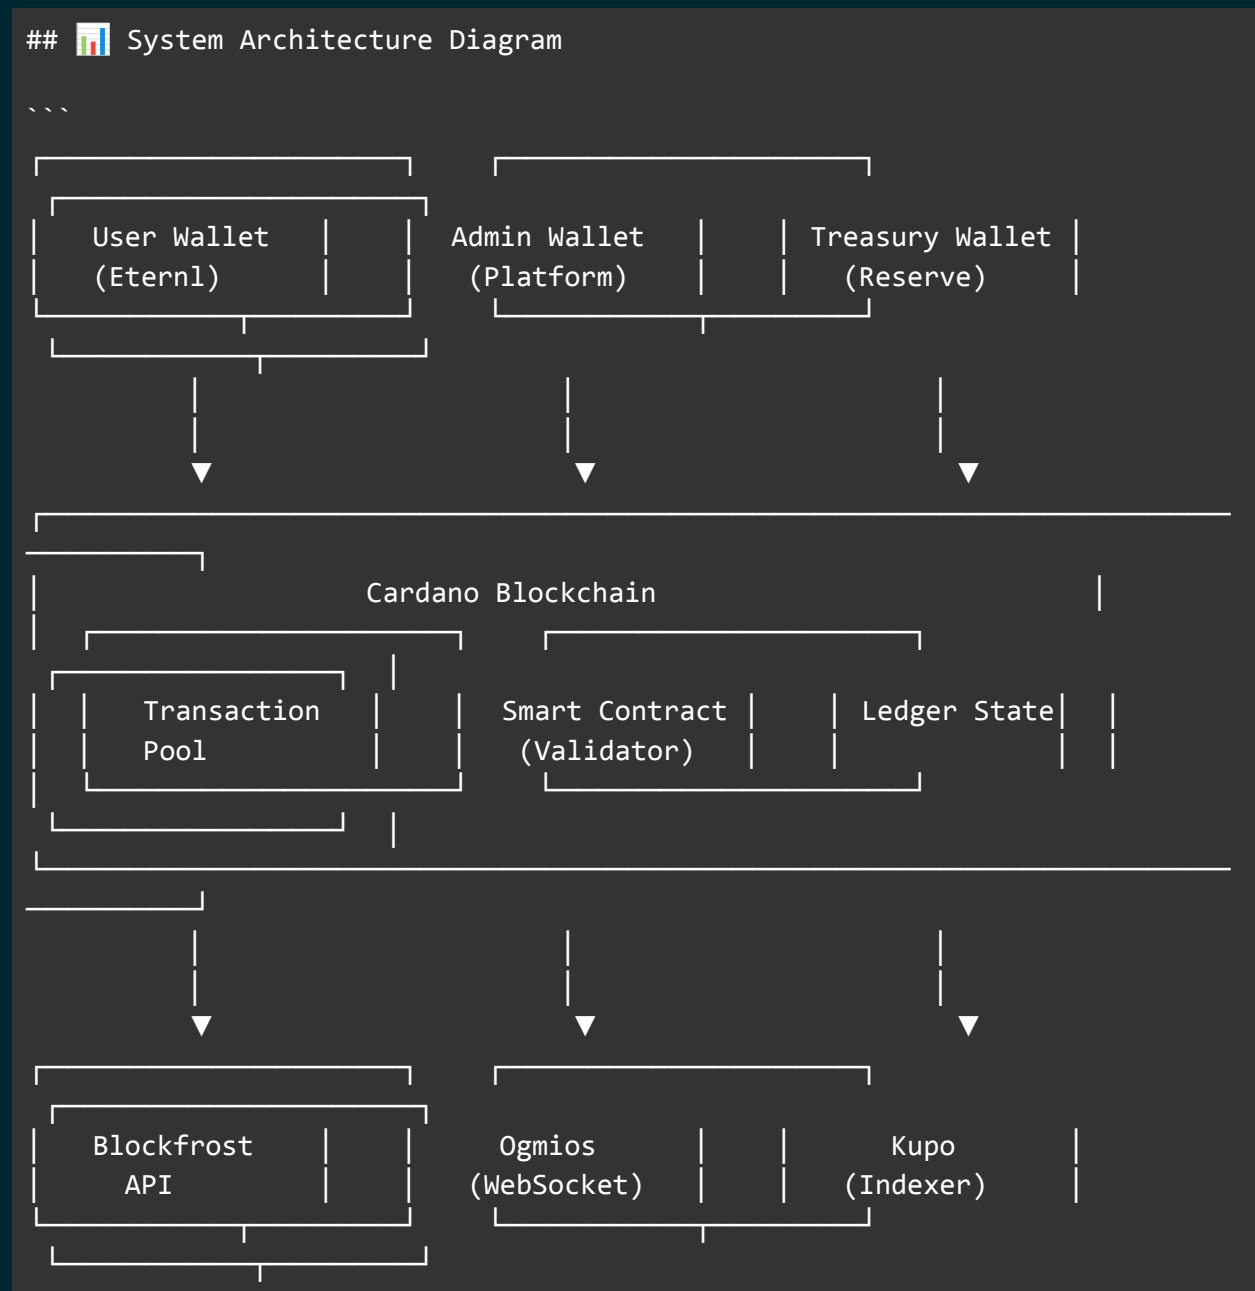 ## 📊 System Architecture Diagram
```
┌──────────────────────┐     ┌──────────────────────┐
 ┌──────────────────────┐
│   User Wallet   │    │  Admin Wallet   │    │ Treasury Wallet │
│   (Eternl)      │    │   (Platform)    │    │   (Reserve)     │
└────────────┬─────────┘     └────────────┬─────────┘
 └────────────┬─────────┘
          │                      │                      │
          │                      │                      │
          ▼                      ▼                      ▼
┌──────────────────────────────────────────────────────────────────────
──────────┐
│                    Cardano Blockchain                          │
│  ┌──────────────────────┐     ┌──────────────────────┐
 ┌─────────────────┐  │
│  │   Transaction   │    │  Smart Contract │    │ Ledger State│  │
│  │   Pool          │    │   (Validator)   │    │             │  │
│  └──────────────────────┘     └──────────────────────┘
 └─────────────────┘  │
└──────────────────────────────────────────────────────────────────────
──────────┘
          │                      │                      │
          │                      │                      │
          ▼                      ▼                      ▼
┌──────────────────────┐     ┌──────────────────────┐
 ┌──────────────────────┐
│   Blockfrost    │    │     Ogmios      │    │      Kupo       │
│     API         │    │   (WebSocket)   │    │   (Indexer)     │
└────────────┬─────────┘     └────────────┬─────────┘
 └────────────┬─────────┘